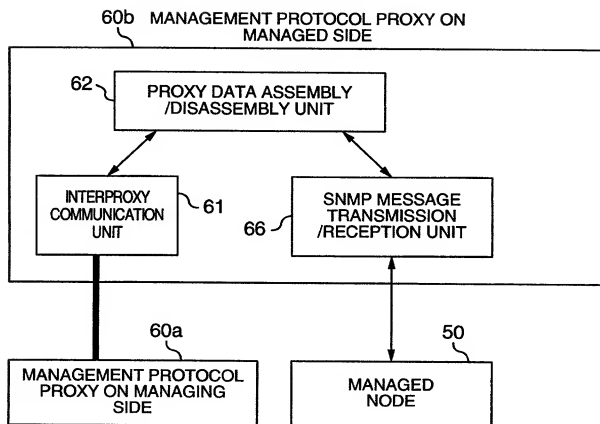 60b MANAGEMENT PROTOCOL PROXY ON
MANAGED SIDE
62
PROXY DATA ASSEMBLY
/DISASSEMBLY UNIT
INTERPROXY
COMMUNICATION
UNIT
61
66
SNMP MESSAGE
TRANSMISSION
/RECEPTION UNIT
60a
MANAGEMENT PROTOCOL
PROXY ON MANAGING
SIDE
50
MANAGED
NODE